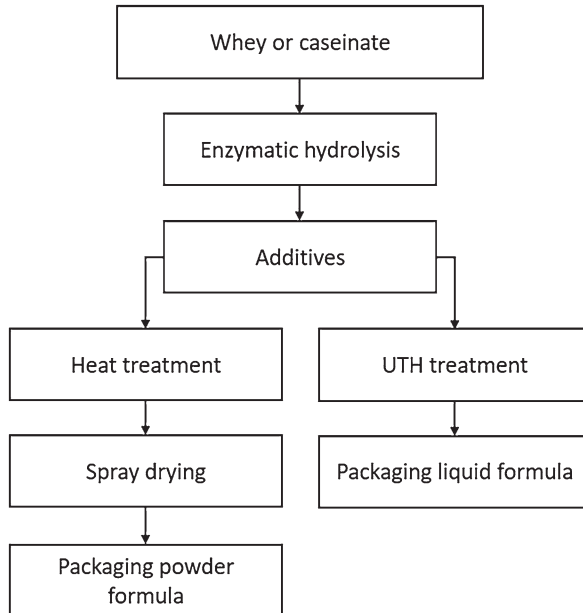 Whey or caseinate
Enzymatic hydrolysis
Additives
Heat treatment
UTH treatment
Spray drying
Packaging liquid formula
Packaging powder
formula